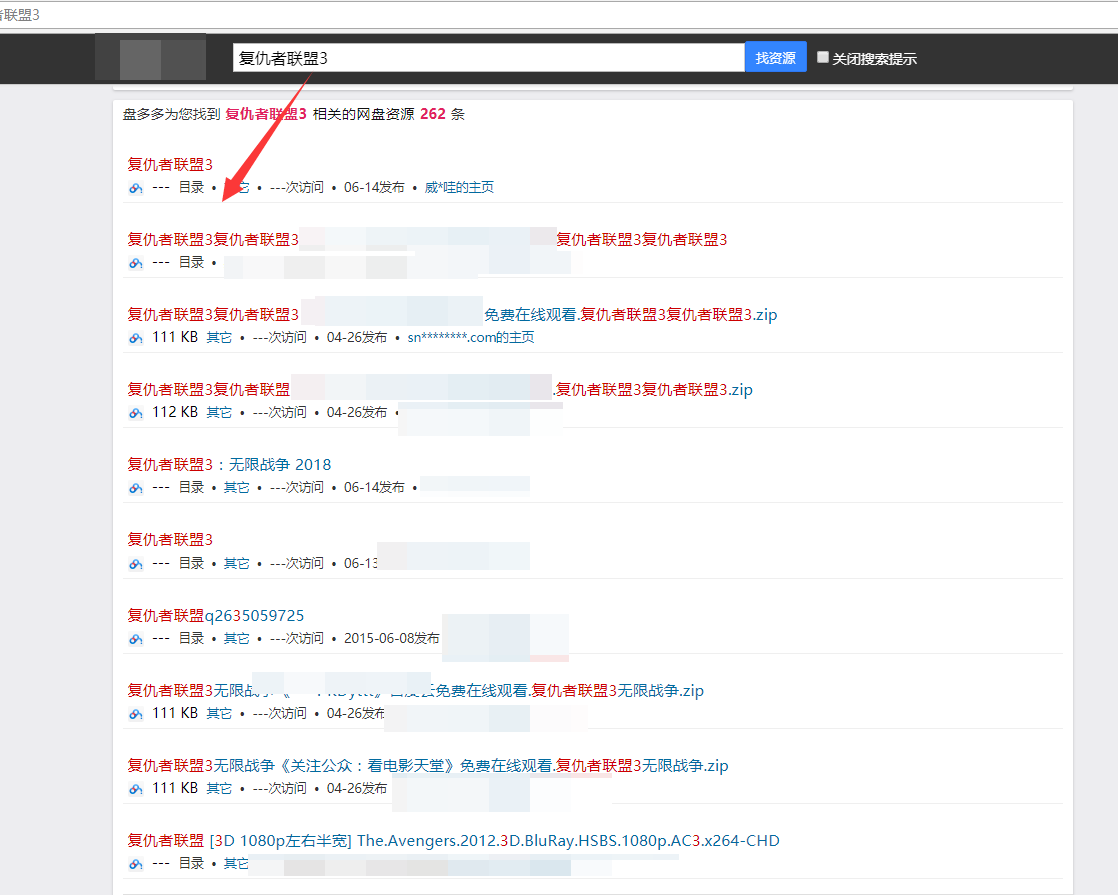 者联盟3
复仇者联盟3 找资源 关闭搜索提示
盘多多为您找到 复仇者联盟3 相关的网盘资源 262 条
复仇者联盟3
--- 目录 • 其它 • ---次访问 • 06-14发布 • 威*哇的主页
复仇者联盟3复仇者联盟3 复仇者联盟3复仇者联盟3
--- 目录 •
复仇者联盟3复仇者联盟3 免费在线观看.复仇者联盟3复仇者联盟3.zip
111 KB 其它 • ---次访问 • 04-26发布 • sn********.com的主页
复仇者联盟3复仇者联盟 .复仇者联盟3复仇者联盟3.zip
112 KB 其它 • ---次访问 • 04-26发布 •
复仇者联盟3：无限战争 2018
--- 目录 • 其它 • ---次访问 • 06-14发布 •
复仇者联盟3
--- 目录 • 其它 • ---次访问 • 06-13
复仇者联盟q2635059725
--- 目录 • 其它 • ---次访问 • 2015-06-08发布
复仇者联盟3无限战 免费在线观看.复仇者联盟3无限战争.zip
111 KB 其它 • ---次访问 • 04-26发布
复仇者联盟3无限战争《关注公众：看电影天堂》免费在线观看.复仇者联盟3无限战争.zip
111 KB 其它 • ---次访问 • 04-26发布
复仇者联盟 [3D 1080p左右半宽] The.Avengers.2012.3D.BluRay.HSBS.1080p.AC3.x264-CHD
--- 目录 • 其它